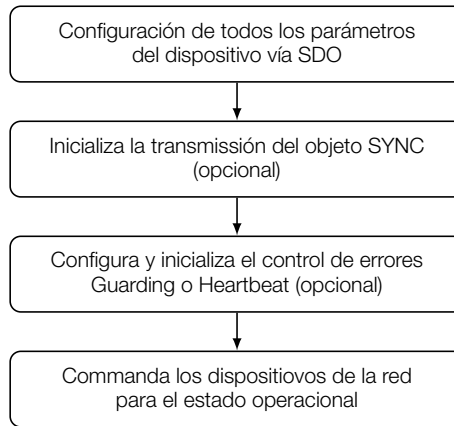 Configuración de todos los parámetros
del dispositivo vía SDO
Inicializa la transmissión del objeto SYNC
(opcional)
Configura y inicializa el control de errores
Guarding o Heartbeat (opcional)
Commanda los dispositiovos de la red
para el estado operacional